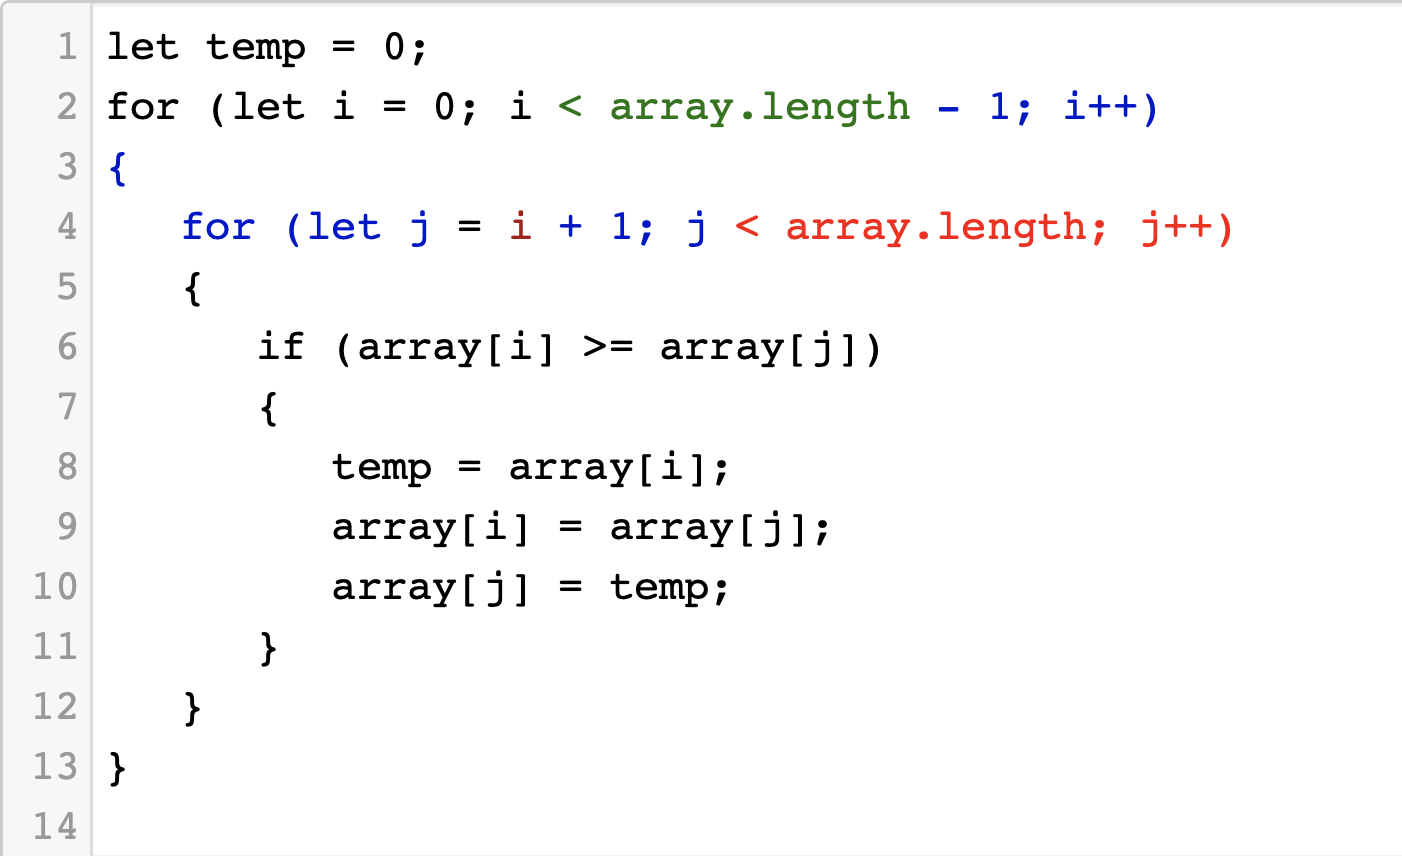 1 let temp = 0;
2 for (let i = 0; i < array.length - 1; i++)
3 {
4    for (let j = i + 1; j < array.length; j++)
5    {
6       if (array[i] >= array[j])
7       {
8          temp = array[i];
9          array[i] = array[j];
10          array[j] = temp;
11       }
12    }
13 }
14